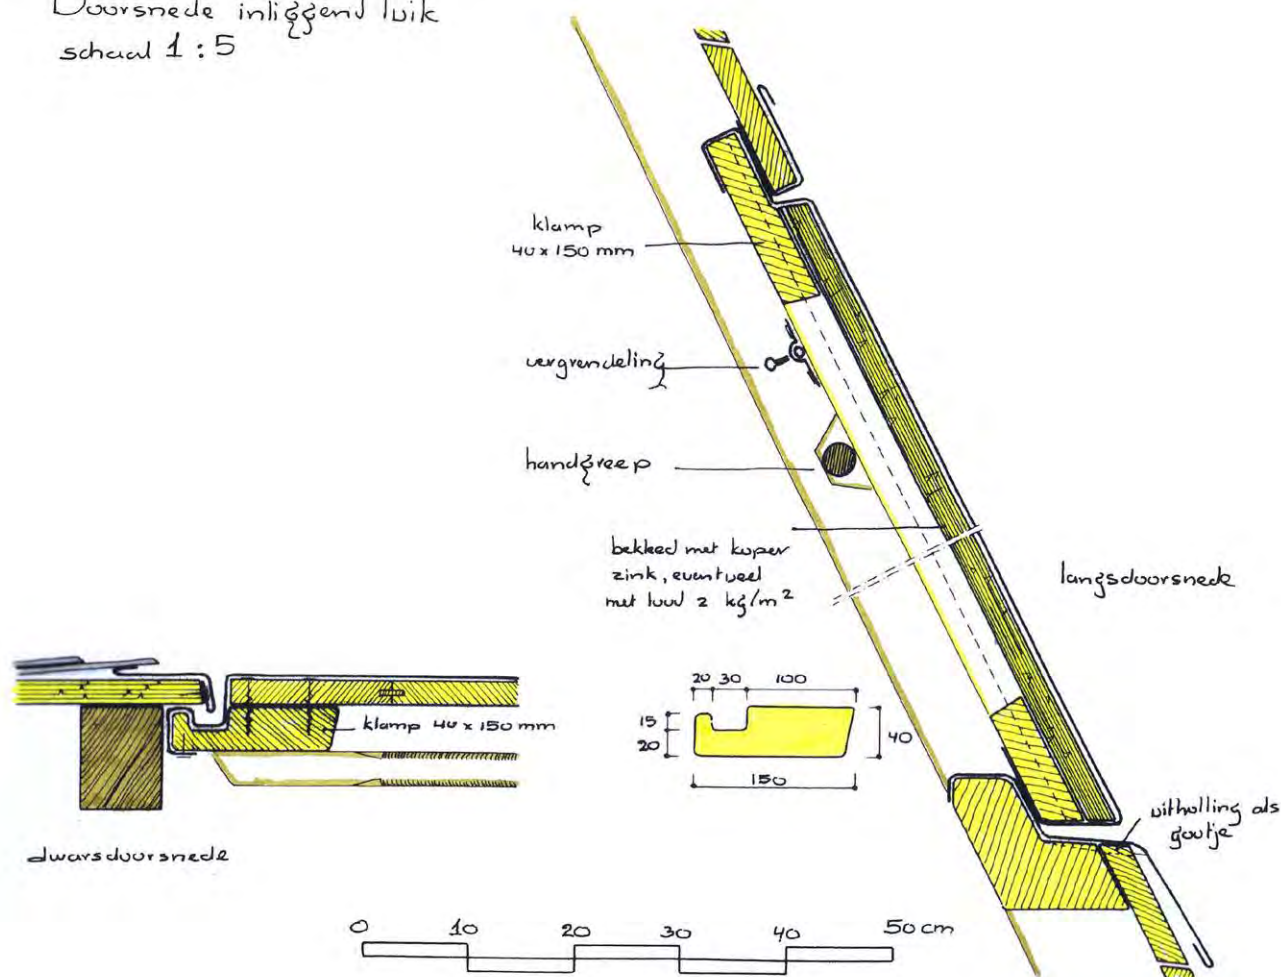 Doorsnede inliggend luik
schaal 1 : 5
klamp
40 x 150 mm
vergrendeling
handgreep
bekleed met koper
zink, eventueel
met lood 2 kg/m²
langsdoorsnede
klamp 40 x 150 mm
20 30 100
15
20
40
150
uitholling als
gootje
dwarsdoorsnede
0 10 20 30 40 50 cm